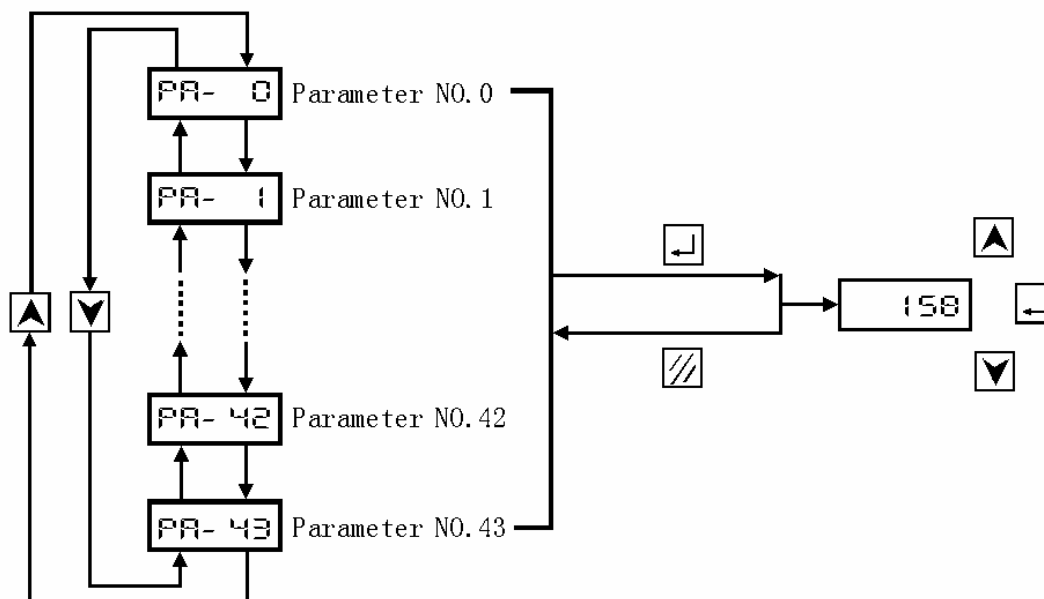 PA- 0 Parameter NO.0
PA- 1 Parameter NO.1
158
PA- 42 Parameter NO.42
PA- 43 Parameter NO.43